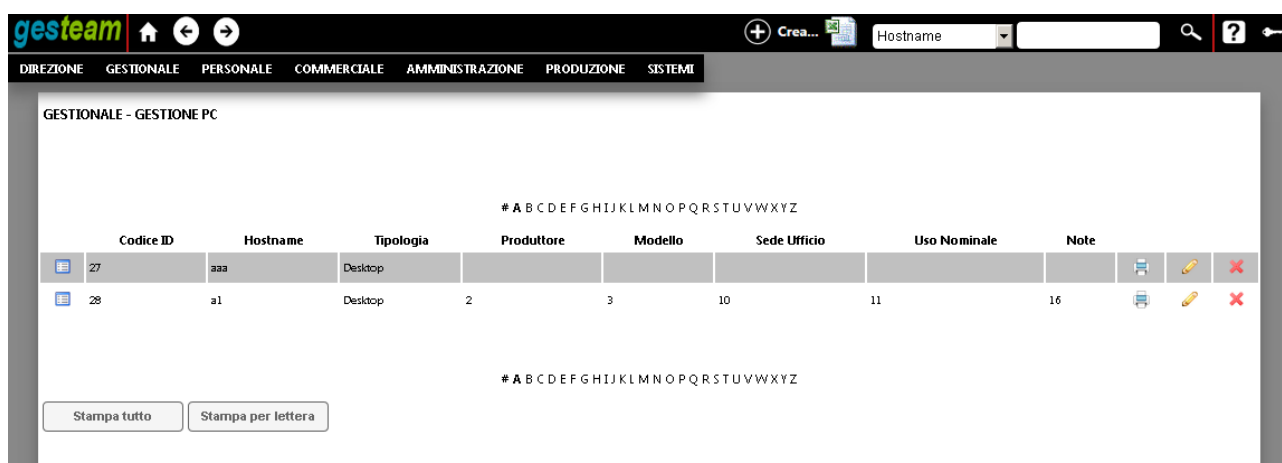 gesteam Crea... Hostname ?
DIREZIONE GESTIONALE PERSONALE COMMERCIALE AMMINISTRAZIONE PRODUZIONE SISTEMI
GESTIONALE - GESTIONE PC
# A B C D E F G H I J K L M N O P Q R S T U V W X Y Z
Codice ID Hostname Tipologia Produttore Modello Sede Ufficio Uso Nominale Note
27 aaa Desktop
28 a1 Desktop 2 3 10 11 16
# A B C D E F G H I J K L M N O P Q R S T U V W X Y Z
Stampa tutto Stampa per lettera